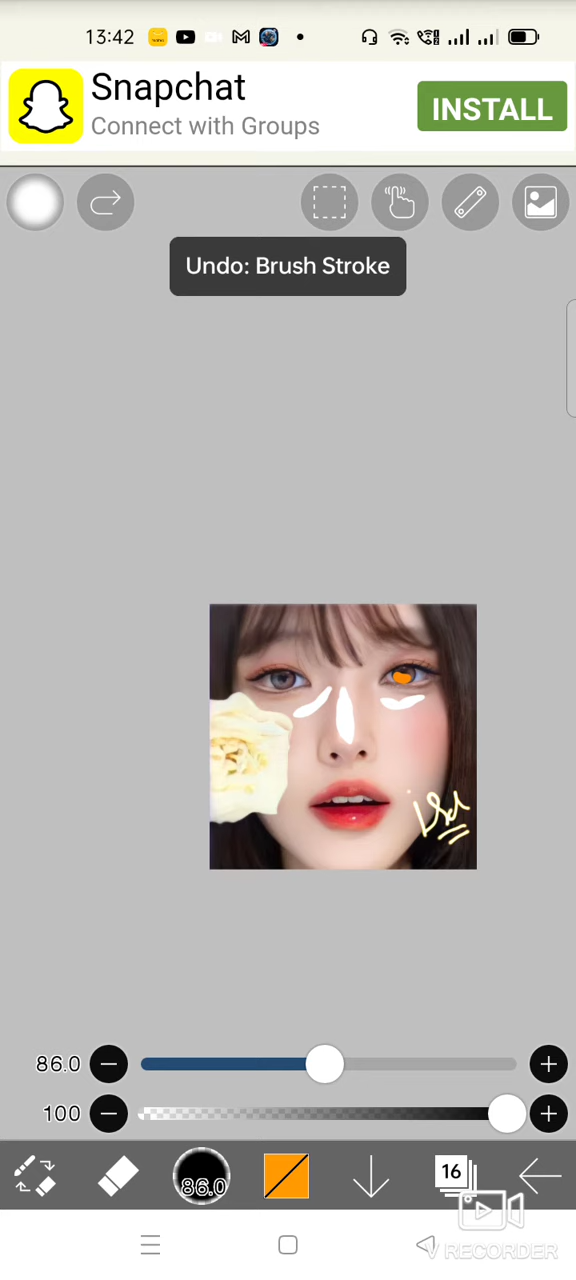 13:42
Snapchat
Connect with Groups
INSTALL
Undo: Brush Stroke
86.0
100
86.0
16
V RECORDER